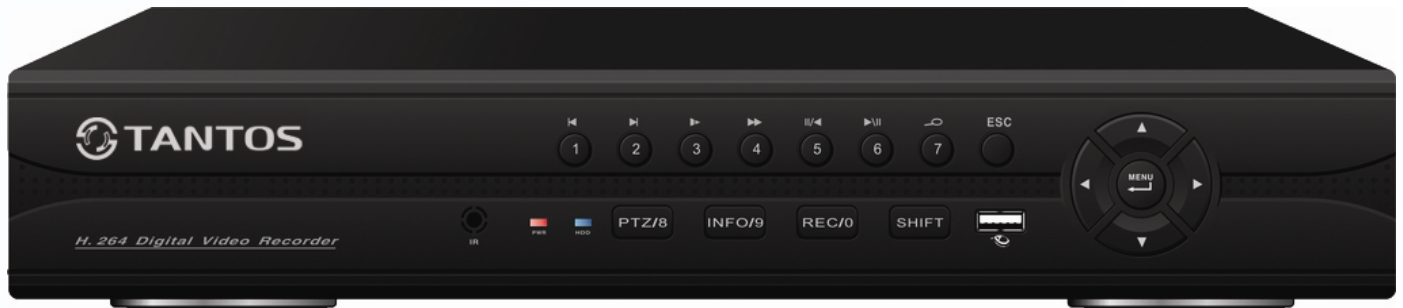 TANTOS
ESC
1 2 3 4 5 6 7
MENU
PTZ/8 INFO/9 REC/0 SHIFT
IR PWR HDD
H.264 Digital Video Recorder